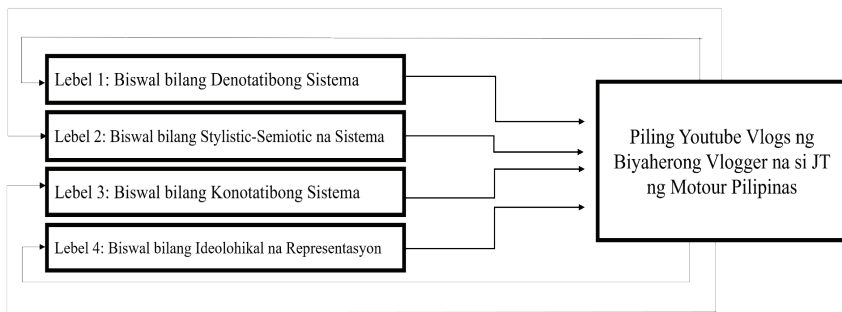 Lebel 1: Biswal bilang Denotatibong Sistema
Lebel 2: Biswal bilang Stylistic-Semiotic na Sistema
Lebel 3: Biswal bilang Konotatibong Sistema
Lebel 4: Biswal bilang Ideolohikal na Representasyon
Piling Youtube Vlogs ng
Biyaherong Vlogger na si JT
ng Motour Pilipinas